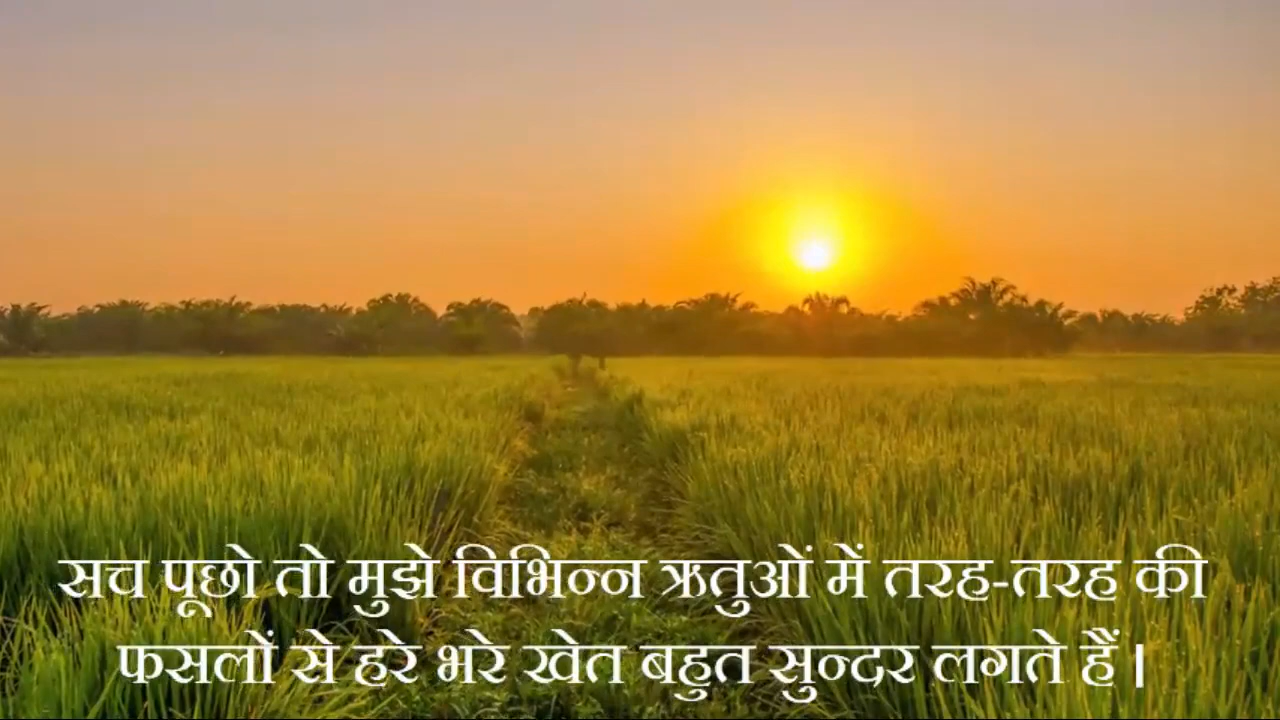 सच पूछो तो मुझे विभिन्न ऋतुओं में तरह-तरह की
फसलों से हरे भरे खेत बहुत सुन्दर लगते हैं।